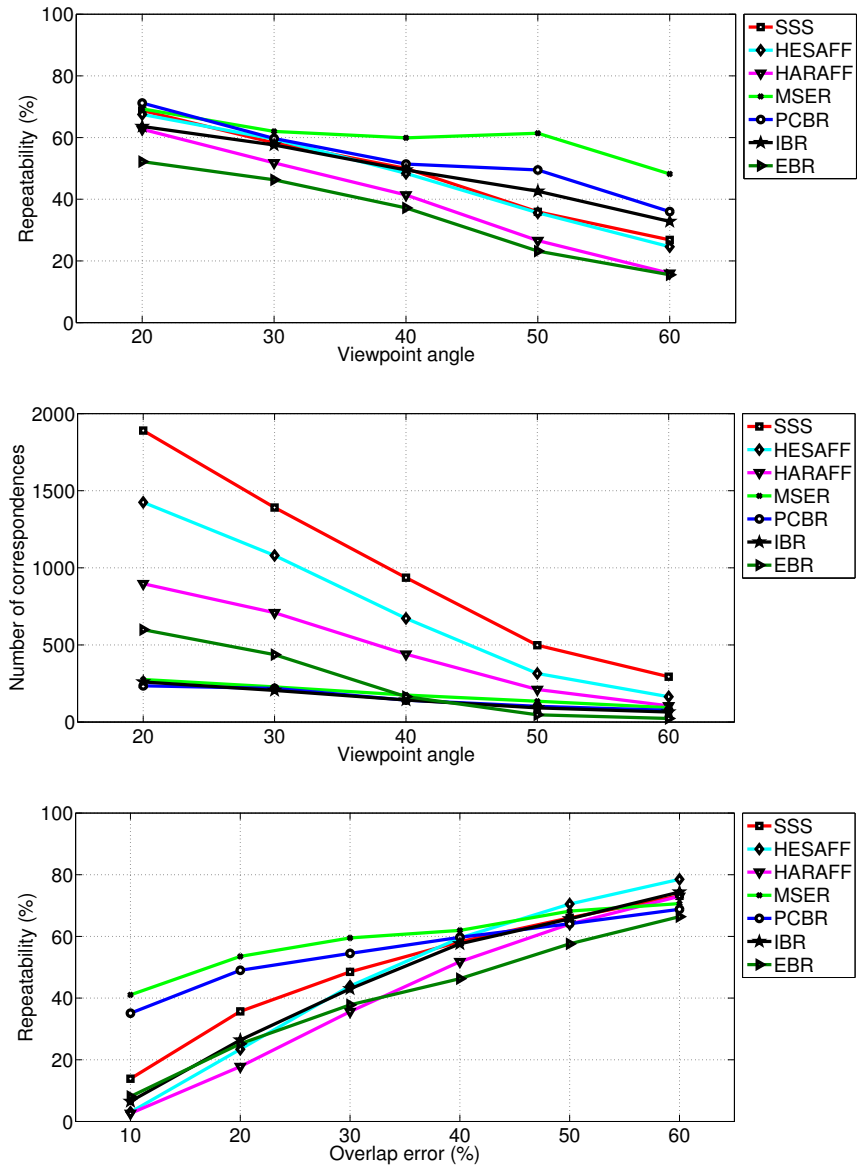 100
80
60
40
20
0
Repeatability (%)
20 30 40 50 60
Viewpoint angle
SSS
HESAFF
HARAFF
MSER
PCBR
IBR
EBR
2000
1500
1000
500
0
Number of correspondences
20 30 40 50 60
Viewpoint angle
SSS
HESAFF
HARAFF
MSER
PCBR
IBR
EBR
100
80
60
40
20
0
Repeatability (%)
10 20 30 40 50 60
Overlap error (%)
SSS
HESAFF
HARAFF
MSER
PCBR
IBR
EBR